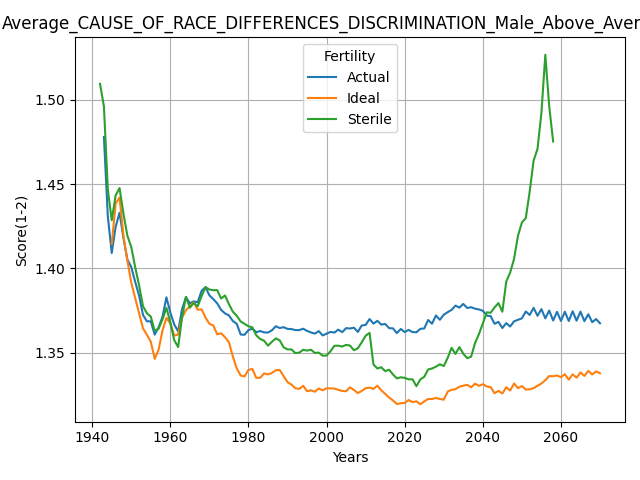 Average_CAUSE_OF_RACE_DIFFERENCES_DISCRIMINATION_Male_Above_Aver
Fertility
Actual
Ideal
Sterile
1.50
1.45
1.40
1.35
Score(1-2)
1940 1960 1980 2000 2020 2040 2060
Years